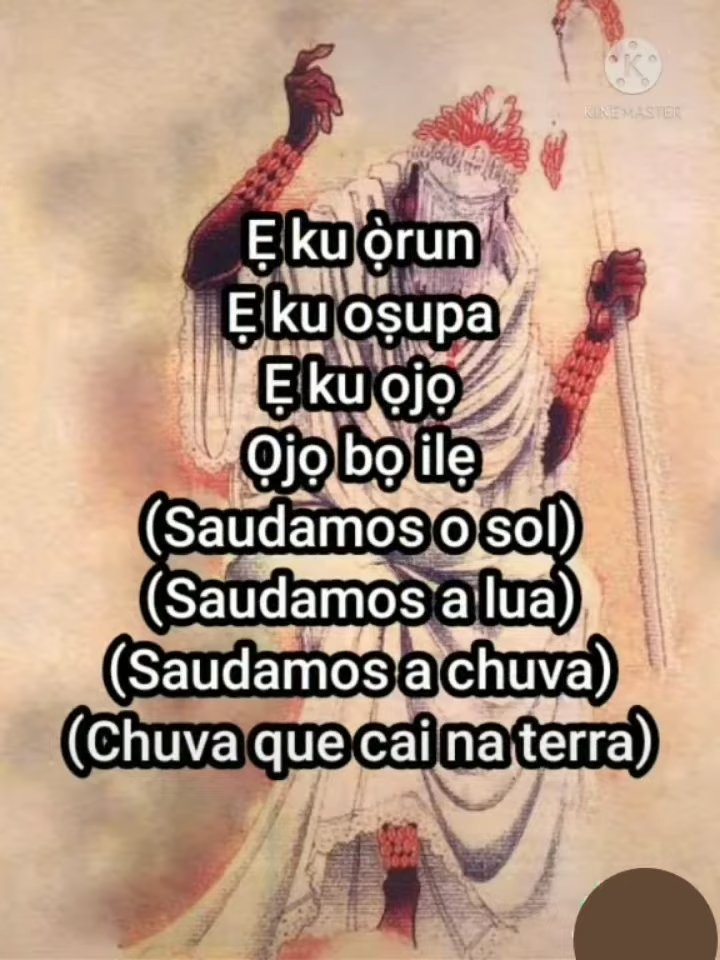 Ẹ ku ọ̀run
Ẹ ku oṣupa
Ẹ ku ọjọ
Ọjọ bọ ilẹ
(Saudamos o sol)
(Saudamos a lua)
(Saudamos a chuva)
(Chuva que cai na terra)
KINEMASTER